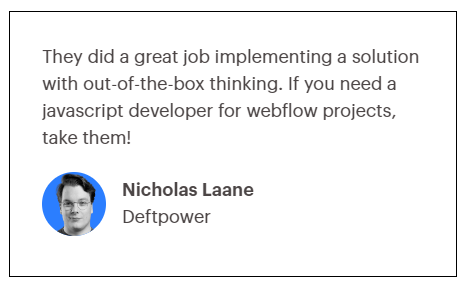 They did a great job implementing a solution
with out-of-the-box thinking. If you need a
javascript developer for webflow projects,
take them!
Nicholas Laane
Deftpower